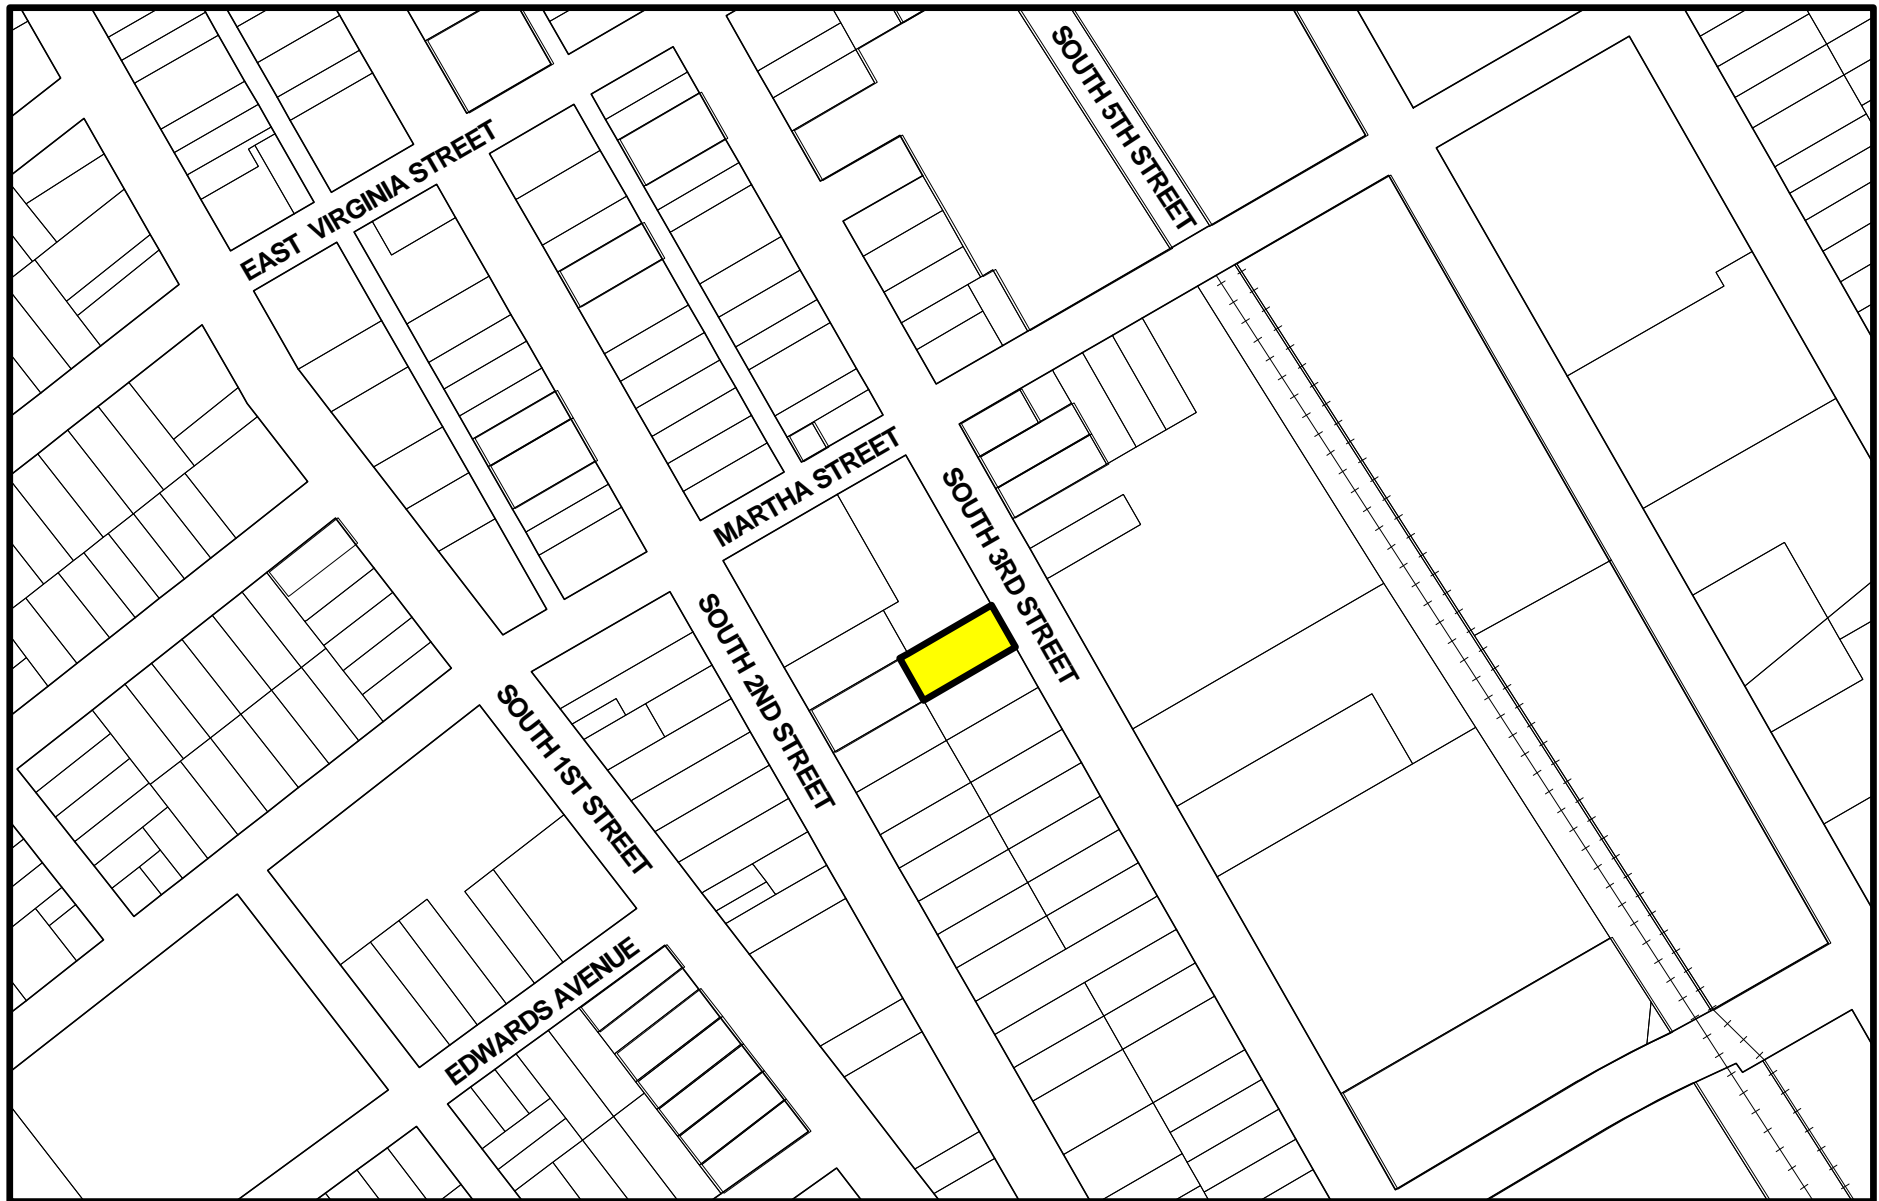 SOUTH 5TH STREET
EAST VIRGINIA STREET
MARTHA STREET
SOUTH 3RD STREET
SOUTH 2ND STREET
SOUTH 1ST STREET
EDWARDS AVENUE